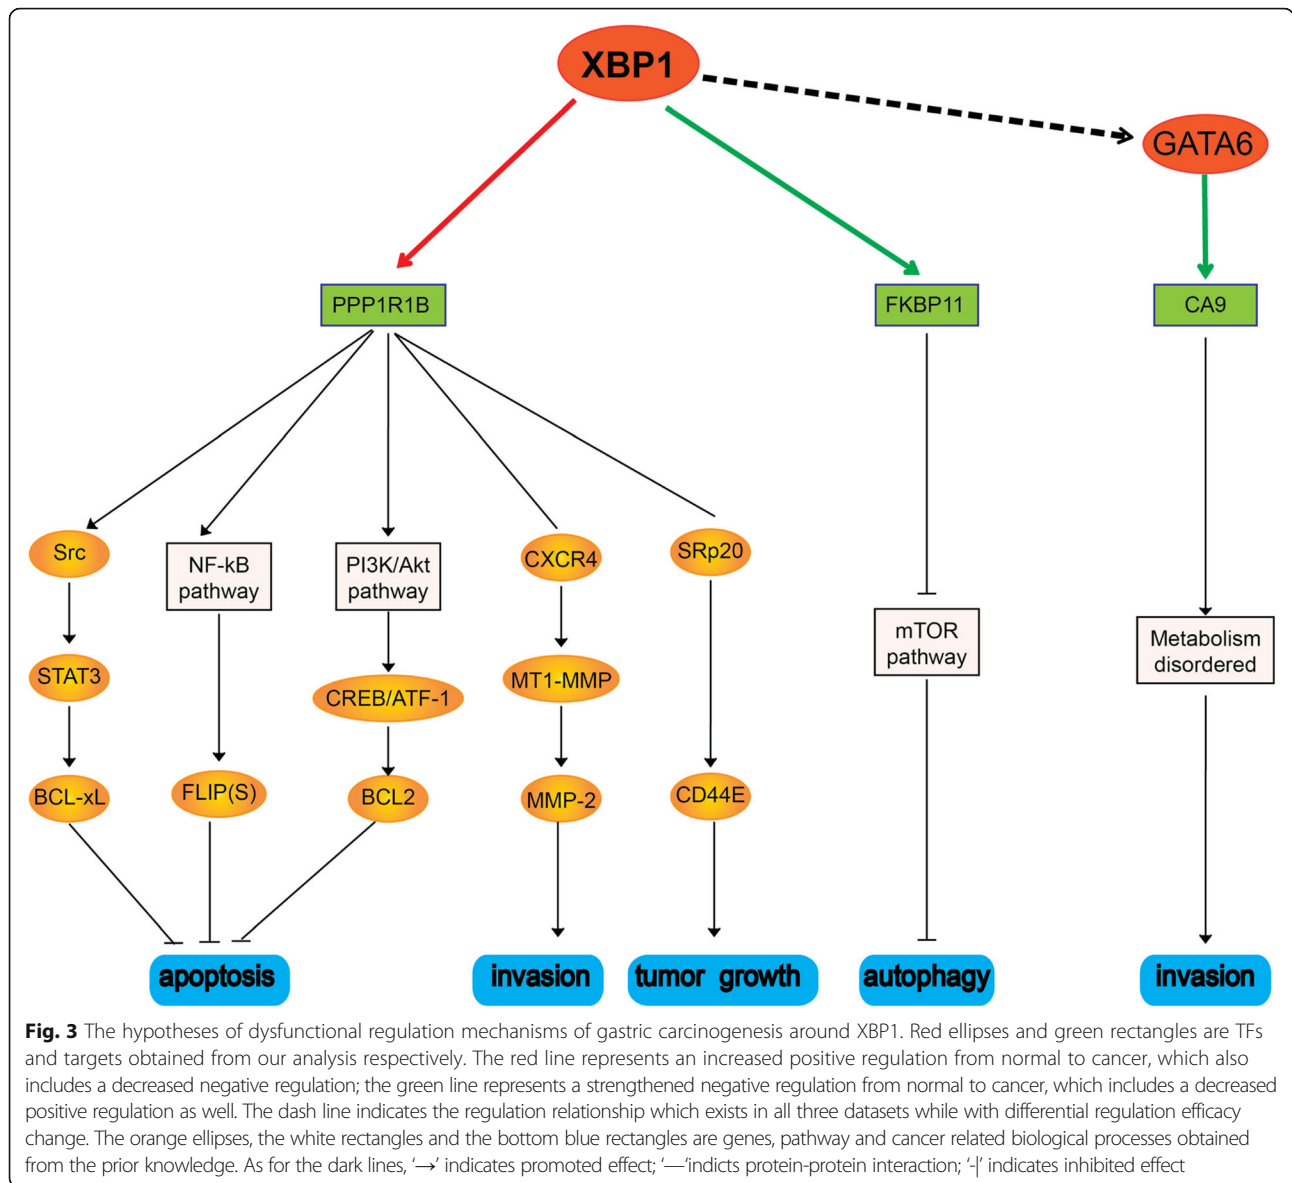 XBP1
GATA6
PPP1R1B
FKBP11
CA9
Src
NF-kB
pathway
PI3K/Akt
pathway
CXCR4
SRp20
mTOR
pathway
Metabolism
disordered
STAT3
CREB/ATF-1
MT1-MMP
BCL-xL
FLIP(S)
BCL2
MMP-2
CD44E
apoptosis
invasion
tumor growth
autophagy
invasion
Fig. 3 The hypotheses of dysfunctional regulation mechanisms of gastric carcinogenesis around XBP1. Red ellipses and green rectangles are TFs
and targets obtained from our analysis respectively. The red line represents an increased positive regulation from normal to cancer, which also
includes a decreased negative regulation; the green line represents a strengthened negative regulation from normal to cancer, which includes a decreased
positive regulation as well. The dash line indicates the regulation relationship which exists in all three datasets while with differential regulation efficacy
change. The orange ellipses, the white rectangles and the bottom blue rectangles are genes, pathway and cancer related biological processes obtained
from the prior knowledge. As for the dark lines, ‘→’ indicates promoted effect; ‘—‘indicts protein-protein interaction; ‘-|’ indicates inhibited effect